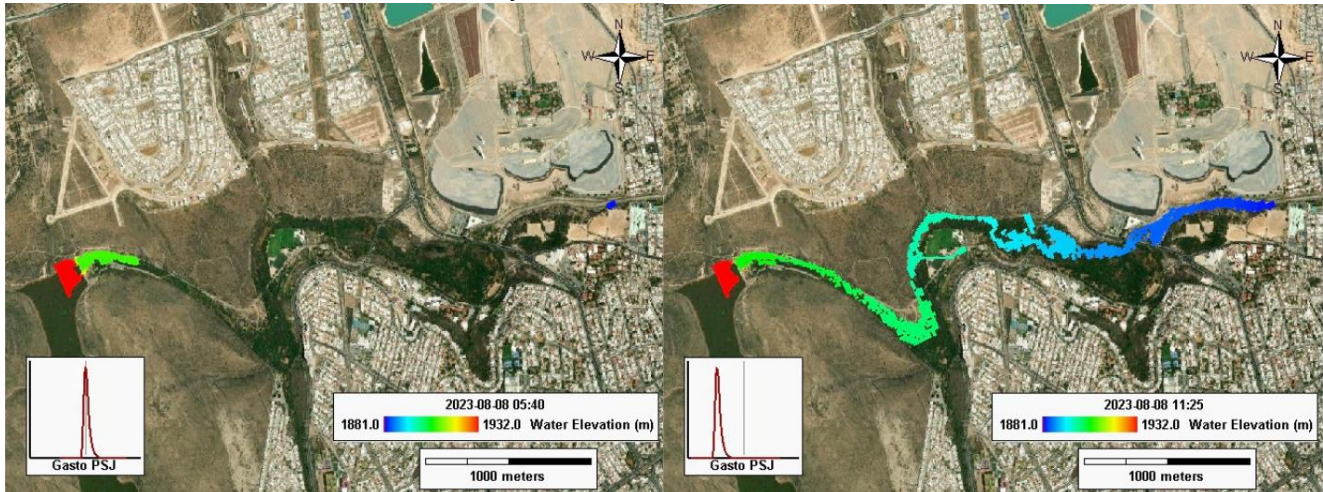 N
W E
S
2023-08-08 05:40
1881.0 1932.0 Water Elevation (m)
Gasto PSJ
1000 meters
N
W E
S
2023-08-08 11:25
1881.0 1932.0 Water Elevation (m)
Gasto PSJ
1000 meters